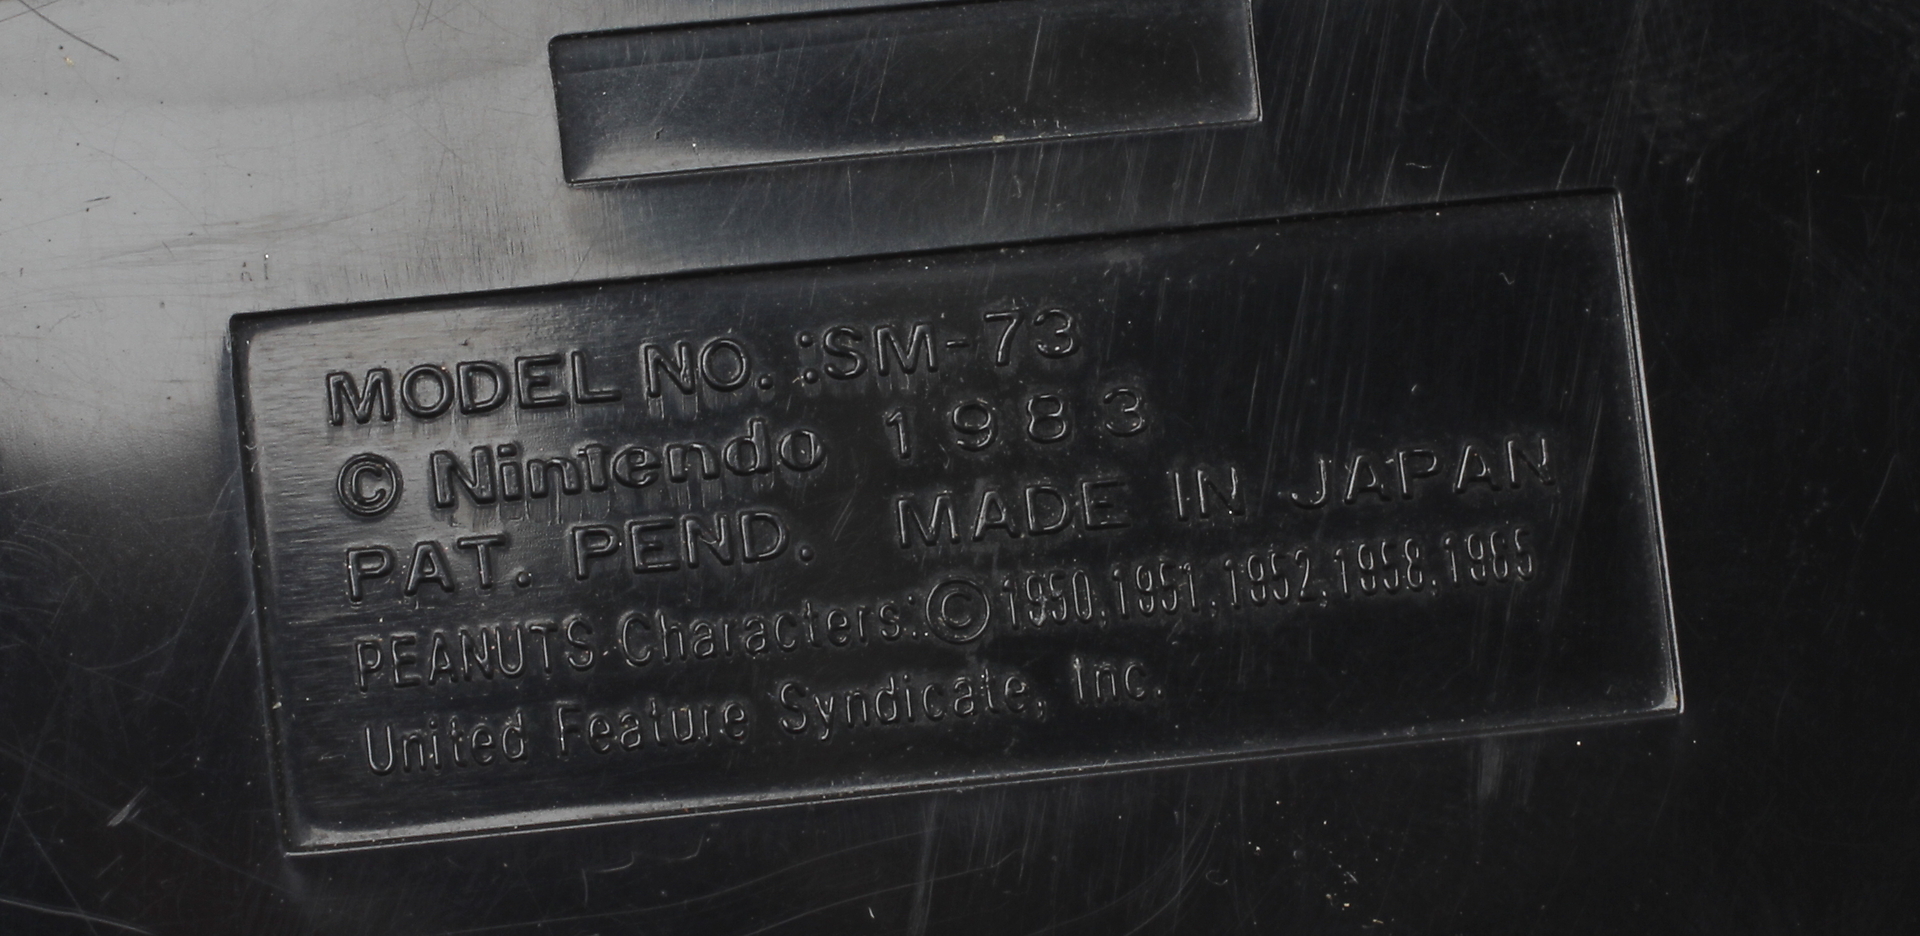 MODEL NO. :SM-73
© Nintendo 1983
PAT. PEND. MADE IN JAPAN
PEANUTS Characters:©1950,1951,1952,1958,1965
United Feature Syndicate, Inc.